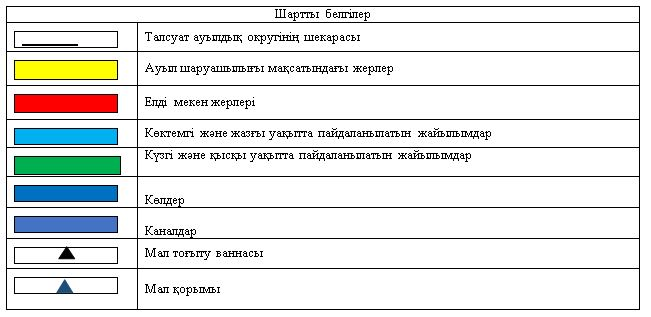 Шартты белгілер
Талсуат ауылдық округінің шекарасы
Ауыл шаруашылығы мақсатындағы жерлер
Елді мекен жерлері
Көктемгі және жазғы уақытта пайдаланылатын жайылымдар
Күзгі және қысқы уақытта пайдаланылатын жайылымдар
Көлдер
Каналдар
Мал тоғыту ваннасы
Мал қорымы